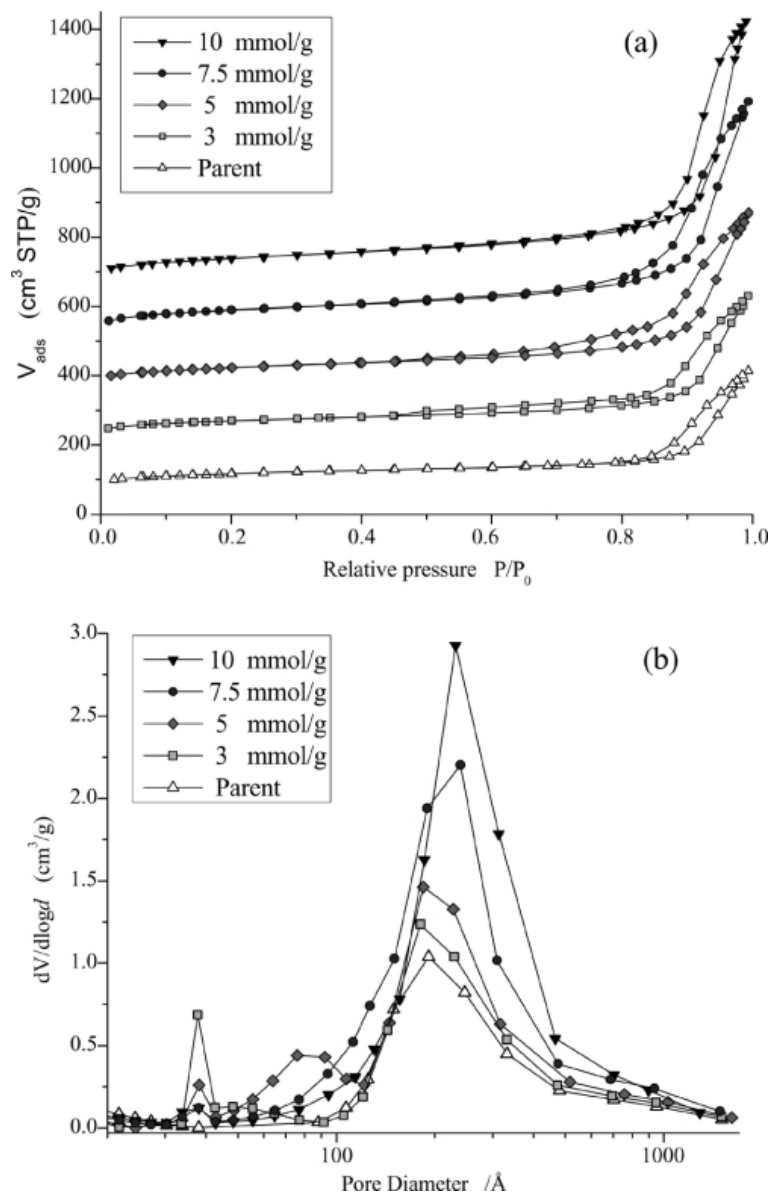 (a)
10 mmol/g
7.5 mmol/g
5 mmol/g
3 mmol/g
Parent
1400
1200
1000
800
600
400
200
0
V_ads (cm³ STP/g)
0.0 0.2 0.4 0.6 0.8 1.0
Relative pressure P/P₀
(b)
10 mmol/g
7.5 mmol/g
5 mmol/g
3 mmol/g
Parent
3.0
2.5
2.0
1.5
1.0
0.5
0.0
dV/dlogd (cm³/g)
100 1000
Pore Diameter /Å